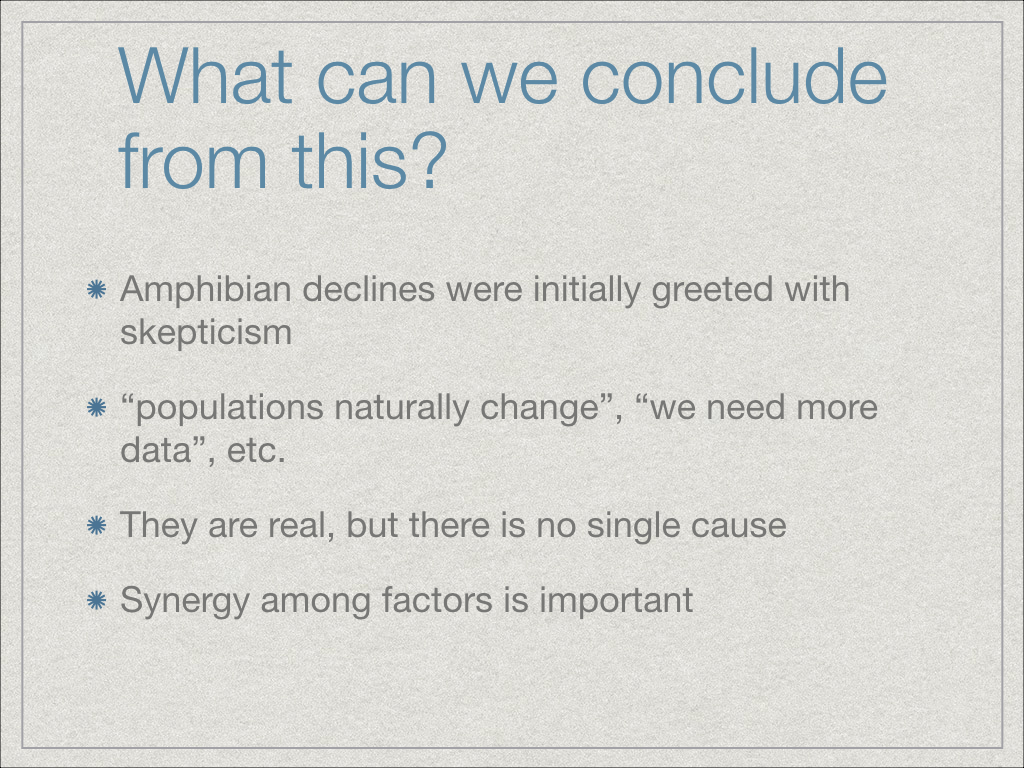 What can we conclude
from this?
Amphibian declines were initially greeted with
skepticism
“populations naturally change”, “we need more
data”, etc.
They are real, but there is no single cause
Synergy among factors is important